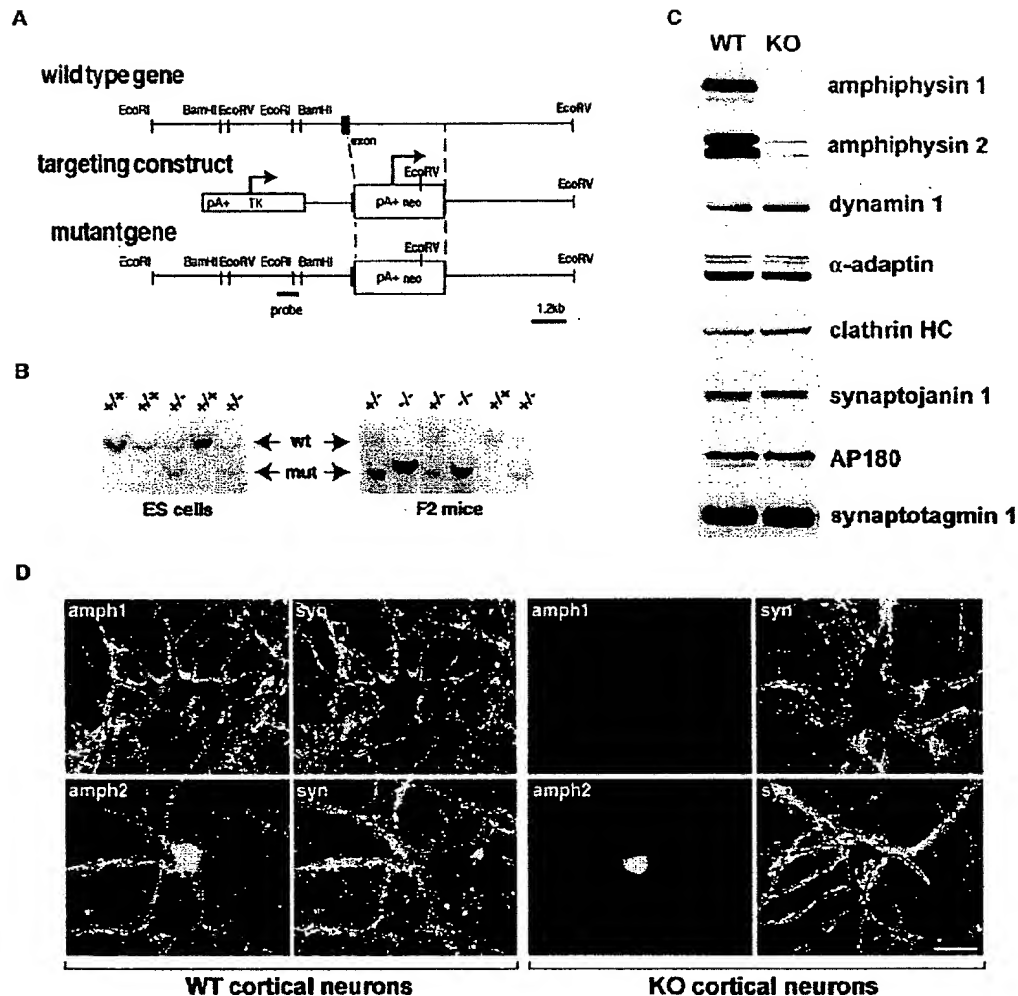 A
wild type gene
EcoRI BamHI EcoRV EcoRI BamHI EcoRV
exon
targeting construct
EcoRV EcoRV
pA+ TK pA+ neo
mutant gene
EcoRV
EcoRI BamHI EcoRV EcoRI BamHI EcoRV
pA+ neo
probe
1.2kb
B
+/+ +/+ +/- +/+ +/- +/- -/- +/- -/- +/+ +/-
wt
mut
ES cells F2 mice
C
WT KO
amphiphysin 1
amphiphysin 2
dynamin 1
α-adaptin
clathrin HC
synaptojanin 1
AP180
synaptotagmin 1
D
amph1 syn amph1 syn
amph2 syn amph2 syn
WT cortical neurons KO cortical neurons